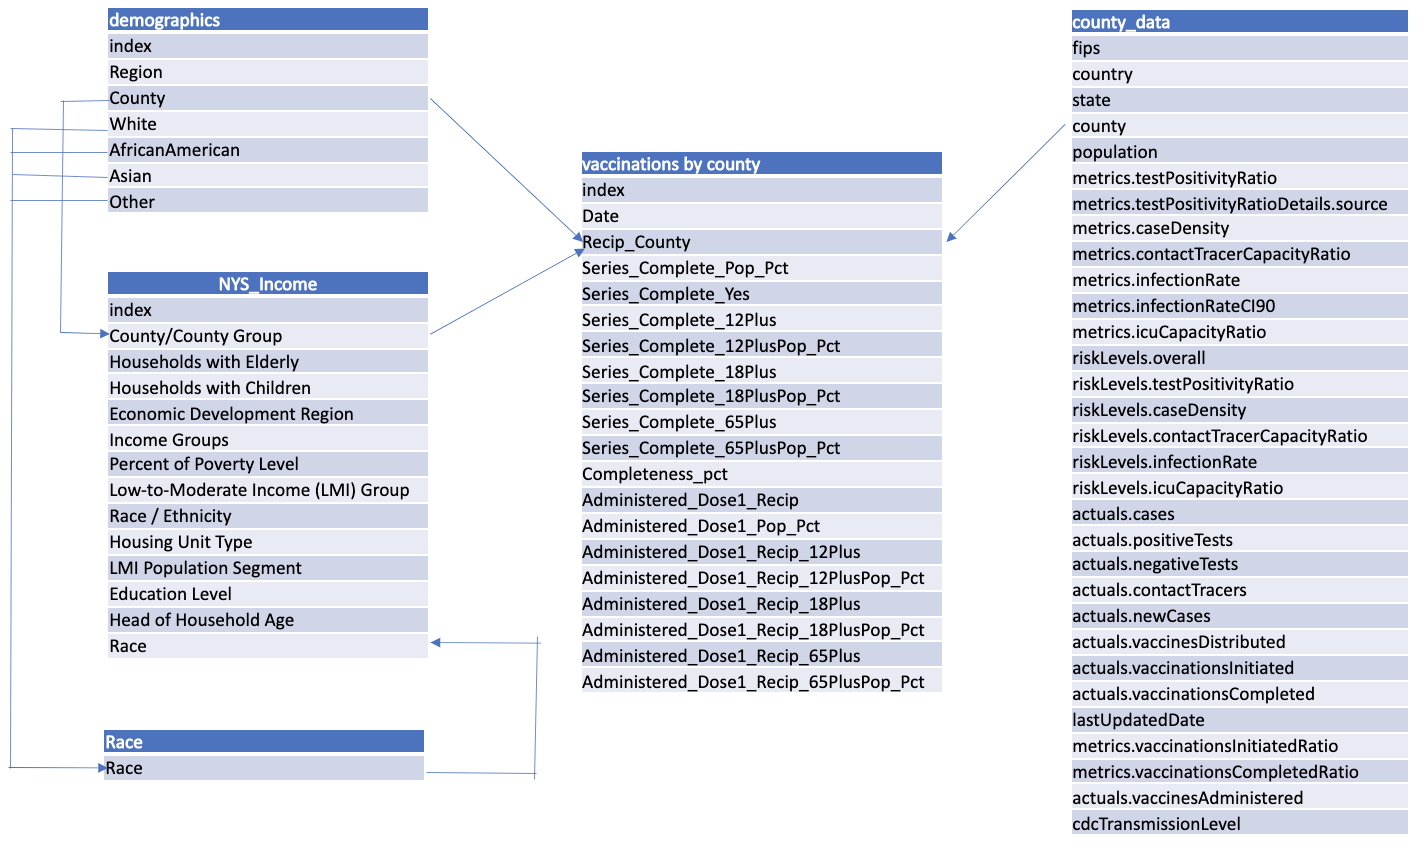 demographics
index
Region
County
White
AfricanAmerican
Asian
Other
NYS_Income
index
County/County Group
Households with Elderly
Households with Children
Economic Development Region
Income Groups
Percent of Poverty Level
Low-to-Moderate Income (LMI) Group
Race / Ethnicity
Housing Unit Type
LMI Population Segment
Education Level
Head of Household Age
Race
Race
Race
vaccinations by county
index
Date
Recip_County
Series_Complete_Pop_Pct
Series_Complete_Yes
Series_Complete_12Plus
Series_Complete_12PlusPop_Pct
Series_Complete_18Plus
Series_Complete_18PlusPop_Pct
Series_Complete_65Plus
Series_Complete_65PlusPop_Pct
Completeness_pct
Administered_Dose1_Recip
Administered_Dose1_Pop_Pct
Administered_Dose1_Recip_12Plus
Administered_Dose1_Recip_12PlusPop_Pct
Administered_Dose1_Recip_18Plus
Administered_Dose1_Recip_18PlusPop_Pct
Administered_Dose1_Recip_65Plus
Administered_Dose1_Recip_65PlusPop_Pct
county_data
fips
country
state
county
population
metrics.testPositivityRatio
metrics.testPositivityRatioDetails.source
metrics.caseDensity
metrics.contactTracerCapacityRatio
metrics.infectionRate
metrics.infectionRateCI90
metrics.icuCapacityRatio
riskLevels.overall
riskLevels.testPositivityRatio
riskLevels.caseDensity
riskLevels.contactTracerCapacityRatio
riskLevels.infectionRate
riskLevels.icuCapacityRatio
actuals.cases
actuals.positiveTests
actuals.negativeTests
actuals.contactTracers
actuals.newCases
actuals.vaccinesDistributed
actuals.vaccinationsInitiated
actuals.vaccinationsCompleted
lastUpdatedDate
metrics.vaccinationsInitiatedRatio
metrics.vaccinationsCompletedRatio
actuals.vaccinesAdministered
cdcTransmissionLevel